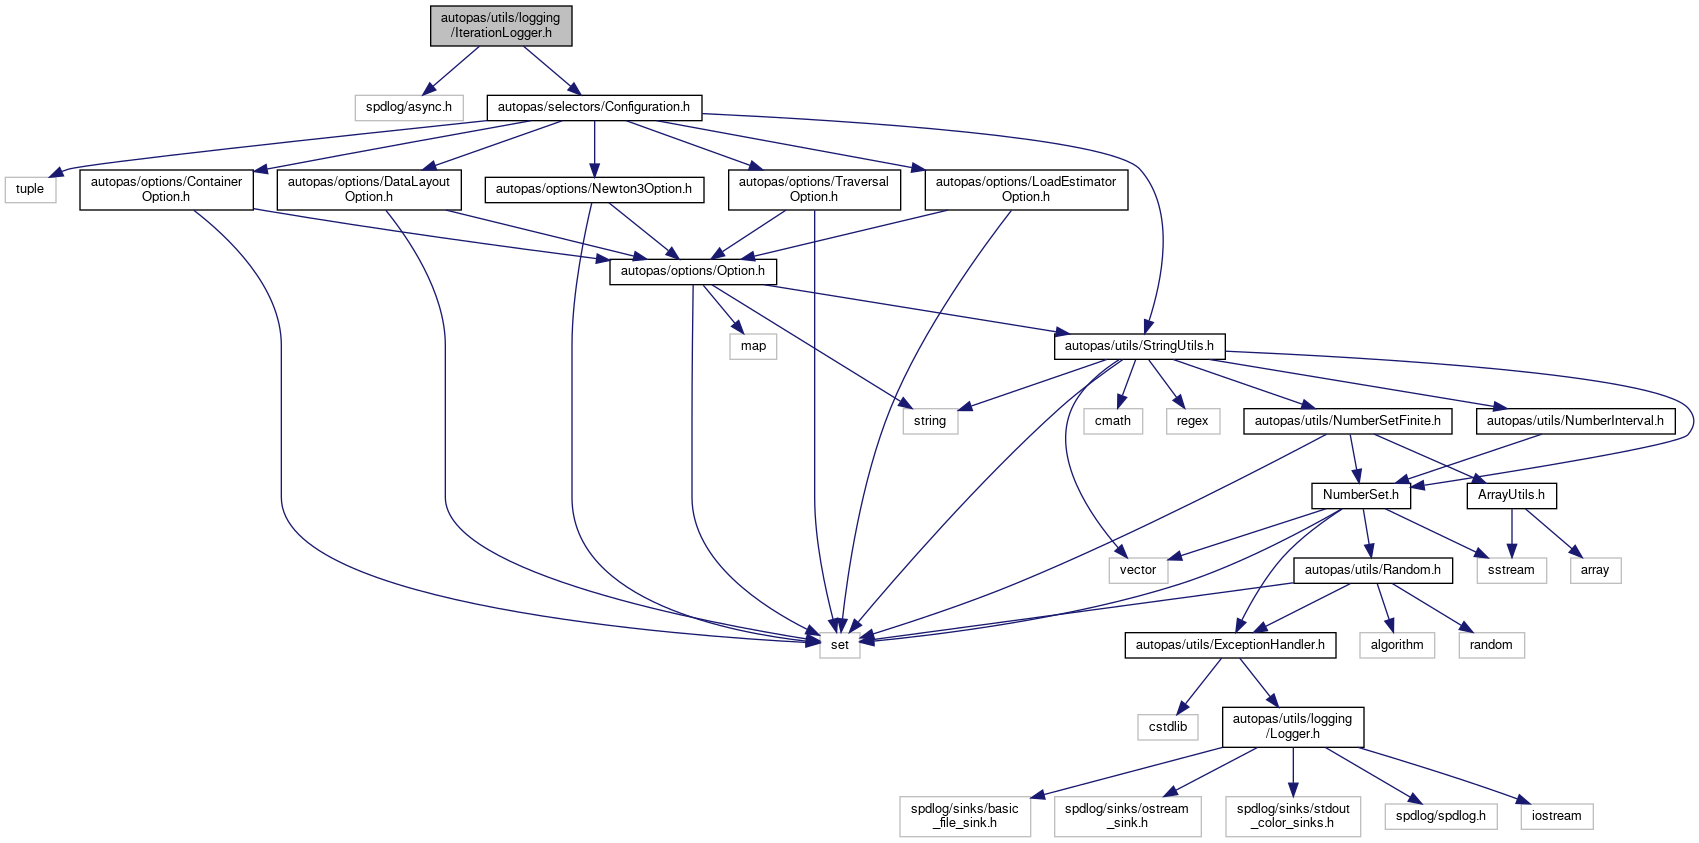 autopas/utils/logging
/IterationLogger.h
spdlog/async.h
autopas/selectors/Configuration.h
tuple
autopas/options/Container
Option.h
autopas/options/DataLayout
Option.h
autopas/options/Newton3Option.h
autopas/options/Traversal
Option.h
autopas/options/LoadEstimator
Option.h
autopas/options/Option.h
map
autopas/utils/StringUtils.h
string
cmath
regex
autopas/utils/NumberSetFinite.h
autopas/utils/NumberInterval.h
NumberSet.h
ArrayUtils.h
vector
autopas/utils/Random.h
sstream
array
set
autopas/utils/ExceptionHandler.h
algorithm
random
cstdlib
autopas/utils/logging
/Logger.h
spdlog/sinks/basic
_file_sink.h
spdlog/sinks/ostream
_sink.h
spdlog/sinks/stdout
_color_sinks.h
spdlog/spdlog.h
iostream